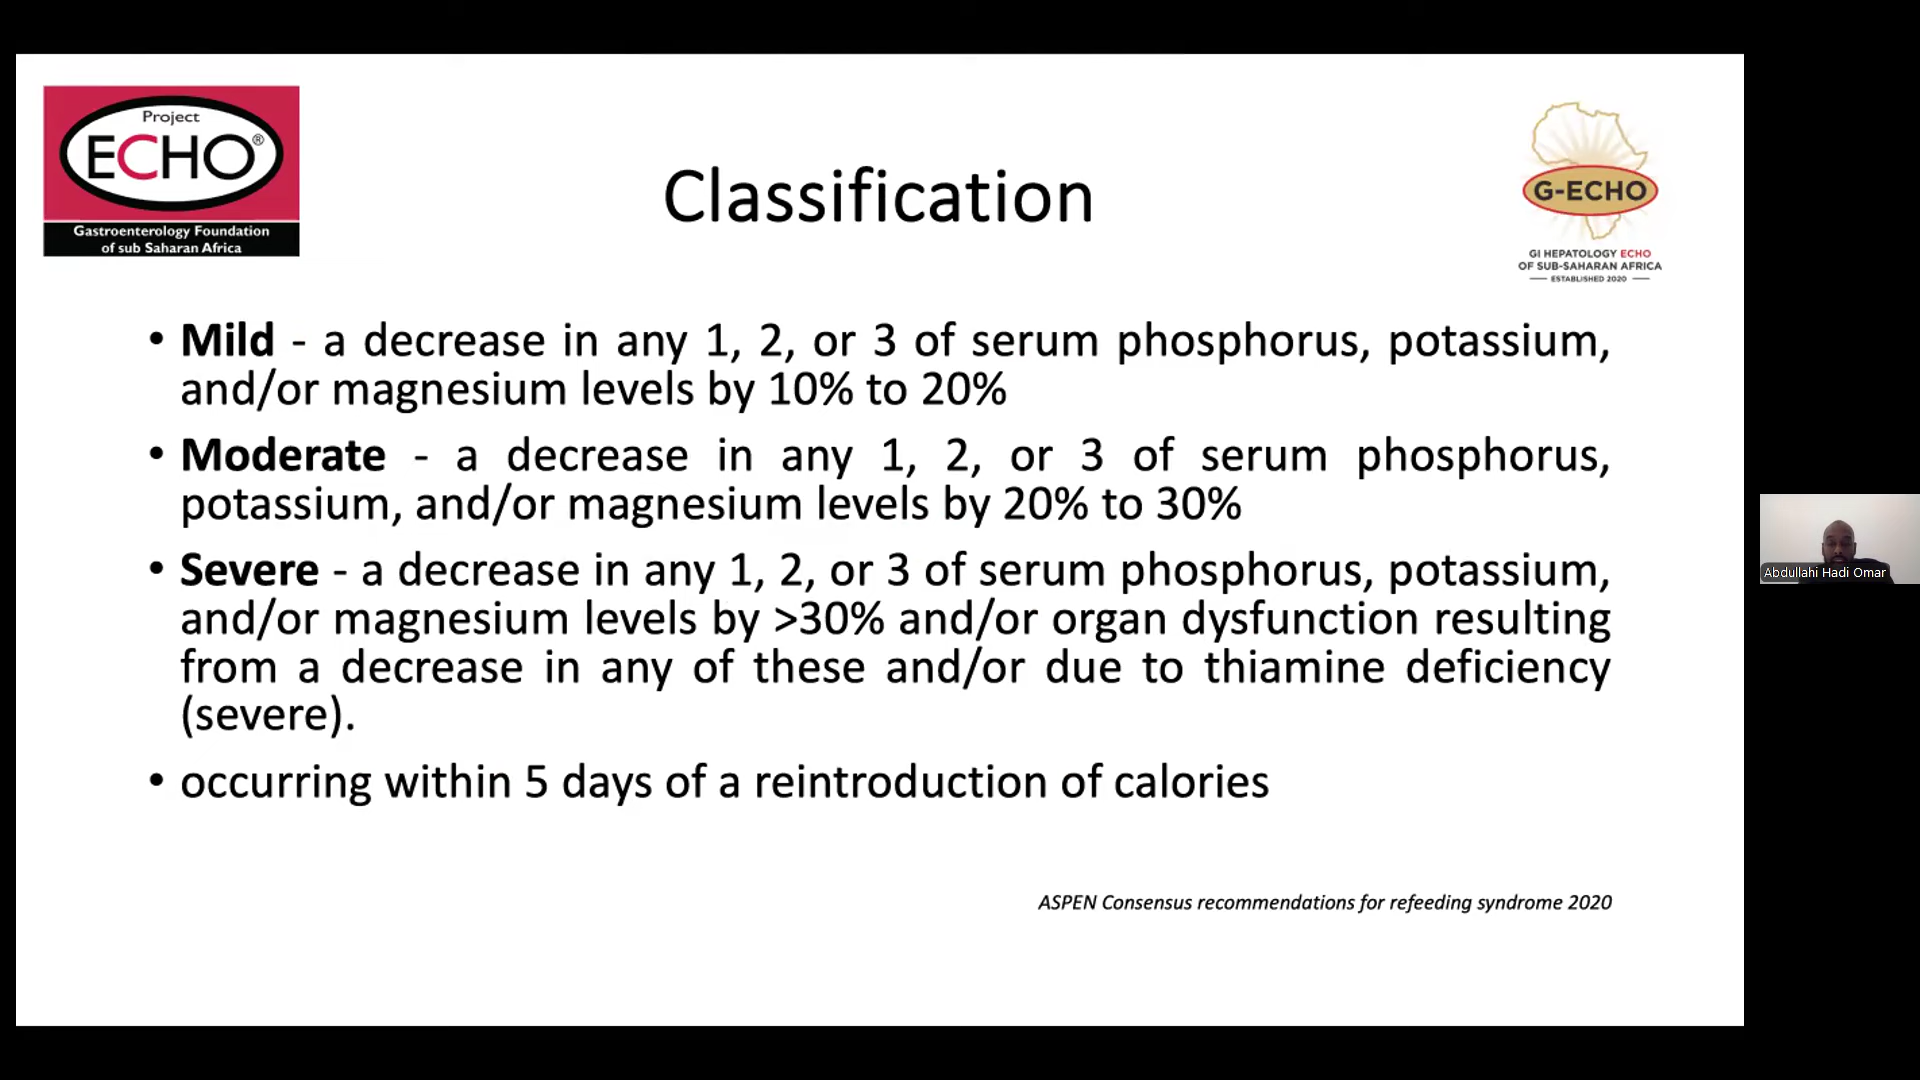 Project
ECHO®
Gastroenterology Foundation
of sub Saharan Africa
Classification
G-ECHO
GI HEPATOLOGY ECHO
OF SUB-SAHARAN AFRICA
ESTABLISHED 2020
• Mild - a decrease in any 1, 2, or 3 of serum phosphorus, potassium,
and/or magnesium levels by 10% to 20%
• Moderate - a decrease in any 1, 2, or 3 of serum phosphorus,
potassium, and/or magnesium levels by 20% to 30%
• Severe - a decrease in any 1, 2, or 3 of serum phosphorus, potassium,
and/or magnesium levels by >30% and/or organ dysfunction resulting
from a decrease in any of these and/or due to thiamine deficiency
(severe).
• occurring within 5 days of a reintroduction of calories
ASPEN Consensus recommendations for refeeding syndrome 2020
Abdullahi Hadi Omar